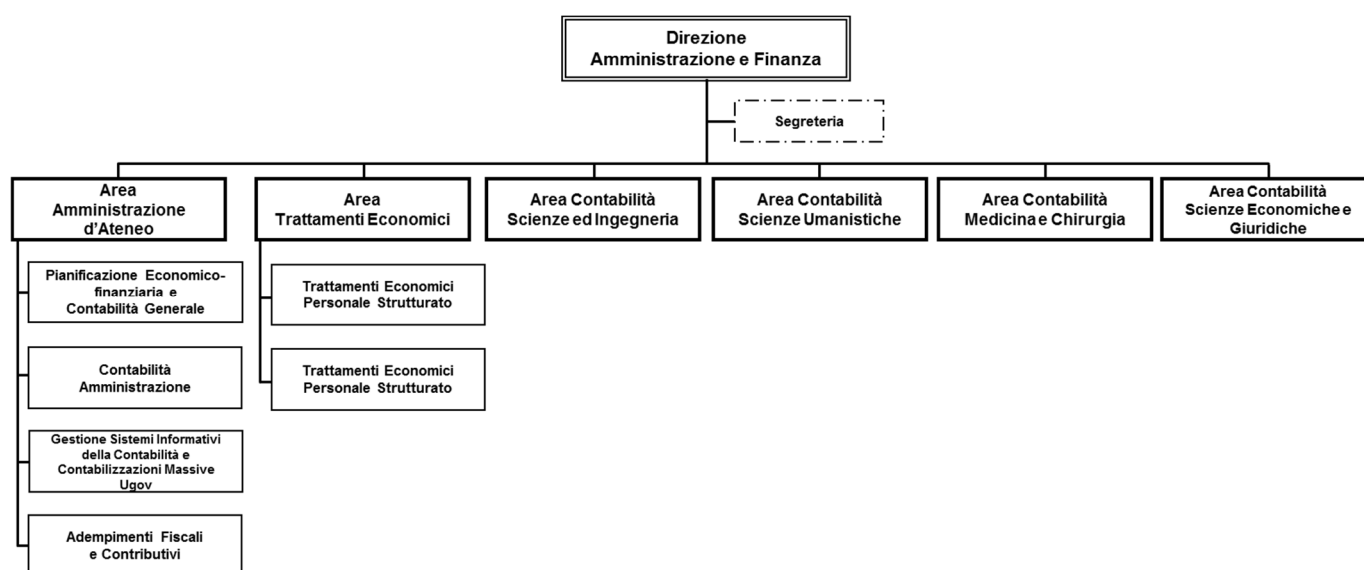 Direzione
Amministrazione e Finanza
Segreteria
Area
Amministrazione
d'Ateneo
Area
Trattamenti Economici
Area Contabilità
Scienze ed Ingegneria
Area Contabilità
Scienze Umanistiche
Area Contabilità
Medicina e Chirurgia
Area Contabilità
Scienze Economiche e
Giuridiche
Pianificazione Economico-
finanziaria e
Contabilità Generale
Trattamenti Economici
Personale Strutturato
Contabilità
Amministrazione
Trattamenti Economici
Personale Strutturato
Gestione Sistemi Informativi
della Contabilità e
Contabilizzazioni Massive
Ugov
Adempimenti Fiscali
e Contributivi